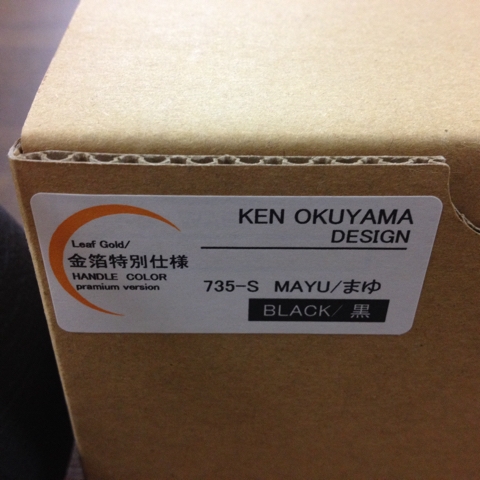 Leaf Gold/
金箔特別仕様
HANDLE COLOR
pramium version
KEN OKUYAMA
DESIGN
735-S MAYU/まゆ
BLACK/ 黒